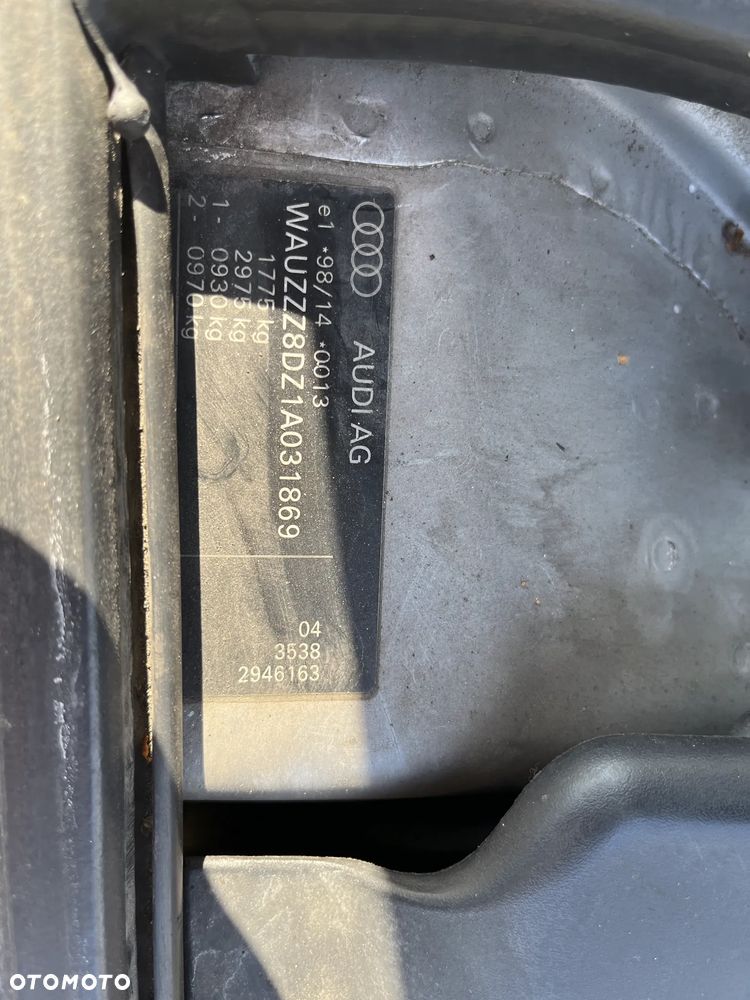 AUDI AG
e1 *98/14 *0013
WAUZZZ8DZ1A031869
1775 kg
2975 kg
1- 0930 kg
2- 0970 kg
04
3538
2946163
OTOMOTO